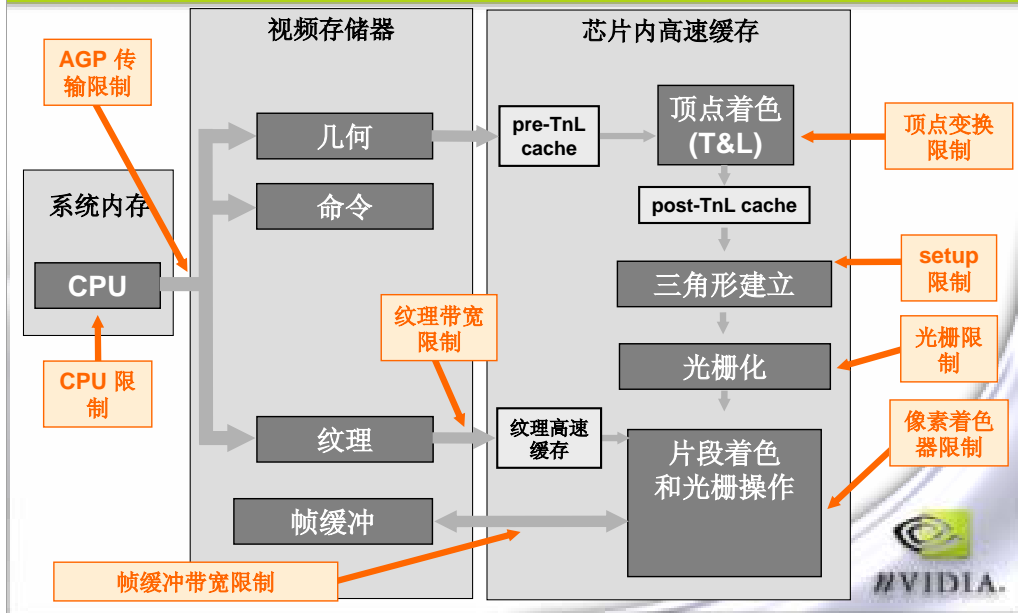 视频存储器
芯片内高速缓存
AGP 传
输限制
几何
pre-TnL
cache
顶点着色
(T&L)
顶点变换
限制
系统内存
命令
post-TnL cache
CPU
三角形建立
setup
限制
纹理带宽
限制
光栅化
光栅限
制
CPU 限
制
纹理
纹理高速
缓存
片段着色
和光栅操作
像素着色
器限制
帧缓冲
帧缓冲带宽限制
NVIDIA.